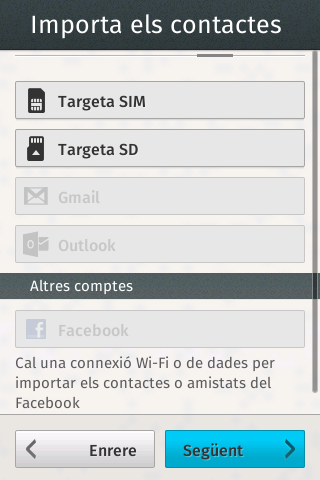 Importa els contactes
Targeta SIM
Targeta SD
Gmail
Outlook
Altres comptes
Facebook
Cal una connexió Wi-Fi o de dades per
importar els contactes o amistats del
Facebook
Enrere
Següent